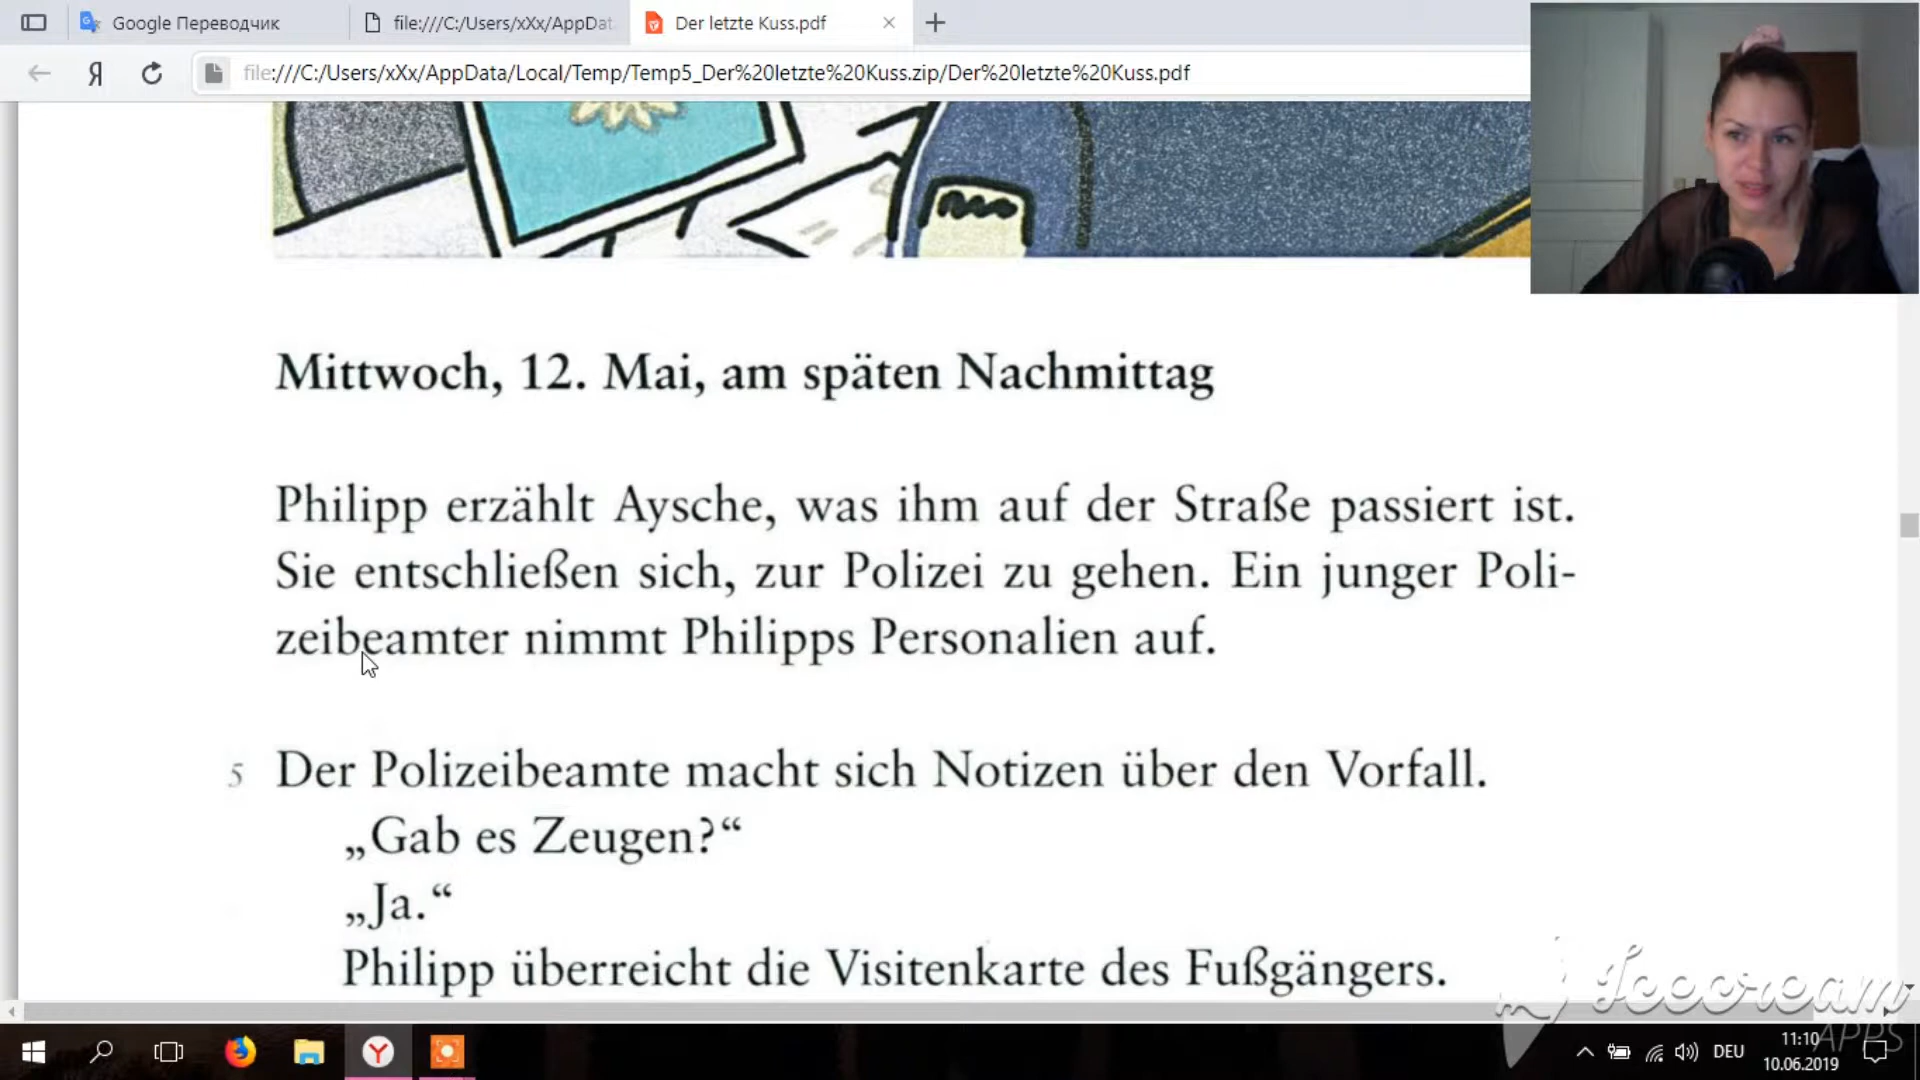 Google Переводчик
file:///C:/Users/xXx/AppDat
Der letzte Kuss.pdf
file:///C:/Users/xXx/AppData/Local/Temp/Temp5_Der%20letzte%20Kuss.zip/Der%20letzte%20Kuss.pdf
Mittwoch, 12. Mai, am späten Nachmittag
Philipp erzählt Aysche, was ihm auf der Straße passiert ist.
Sie entschließen sich, zur Polizei zu gehen. Ein junger Poli-
zeibeamter nimmt Philipps Personalien auf.
5 Der Polizeibeamte macht sich Notizen über den Vorfall.
„Gab es Zeugen?“
„Ja.“
Philipp überreicht die Visitenkarte des Fußgängers.
Icecream
APPS
DEU
11:10
10.06.2019